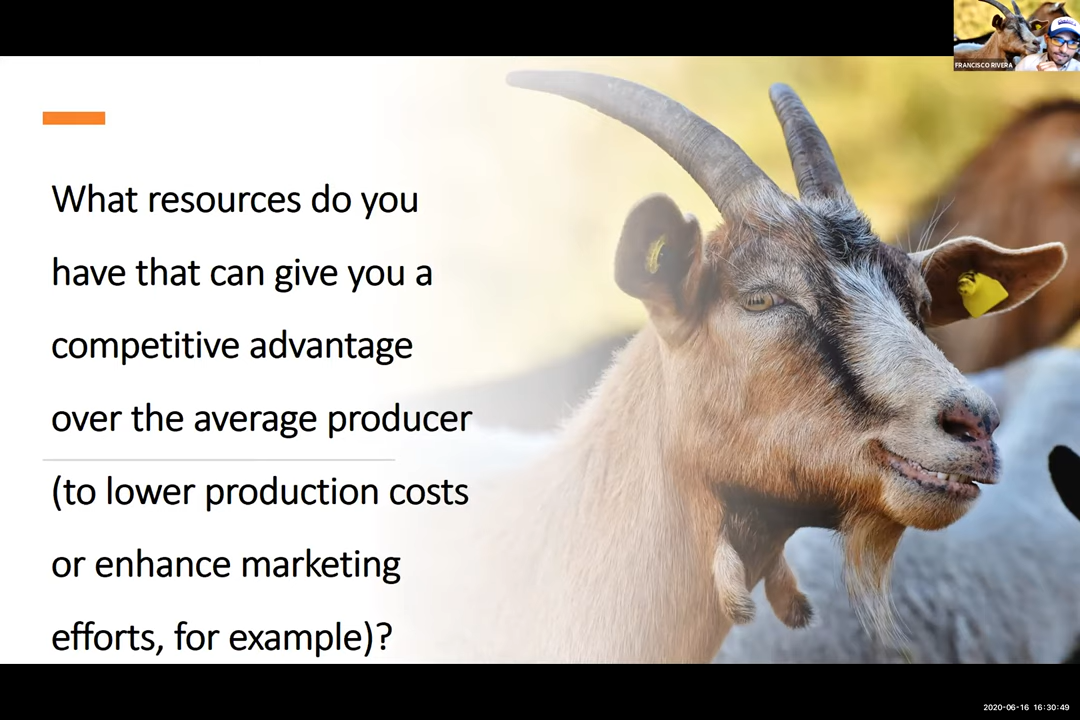 FRANCISCO RIVERA
What resources do you
have that can give you a
competitive advantage
over the average producer
(to lower production costs
or enhance marketing
efforts, for example)?
2020-06-16 16:30:49